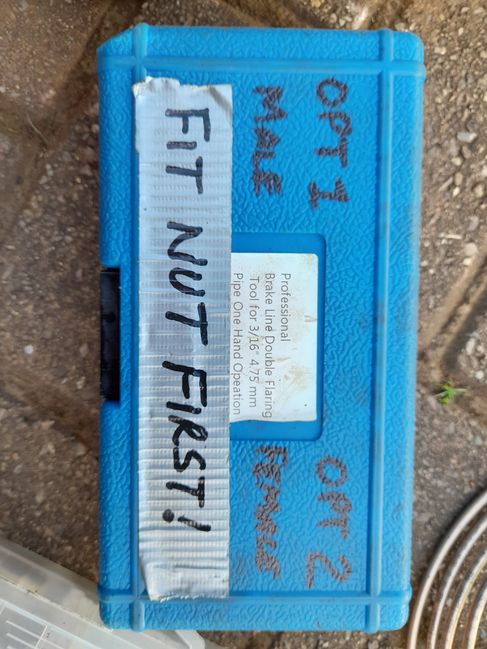 OPT 1
MALE
OPT 2
FEMALE
Professional
Brake Line Double Flaring
Tool for 3/16" 4.75 mm
Pipe One Hand Opeation
FIT NUT FIRST!